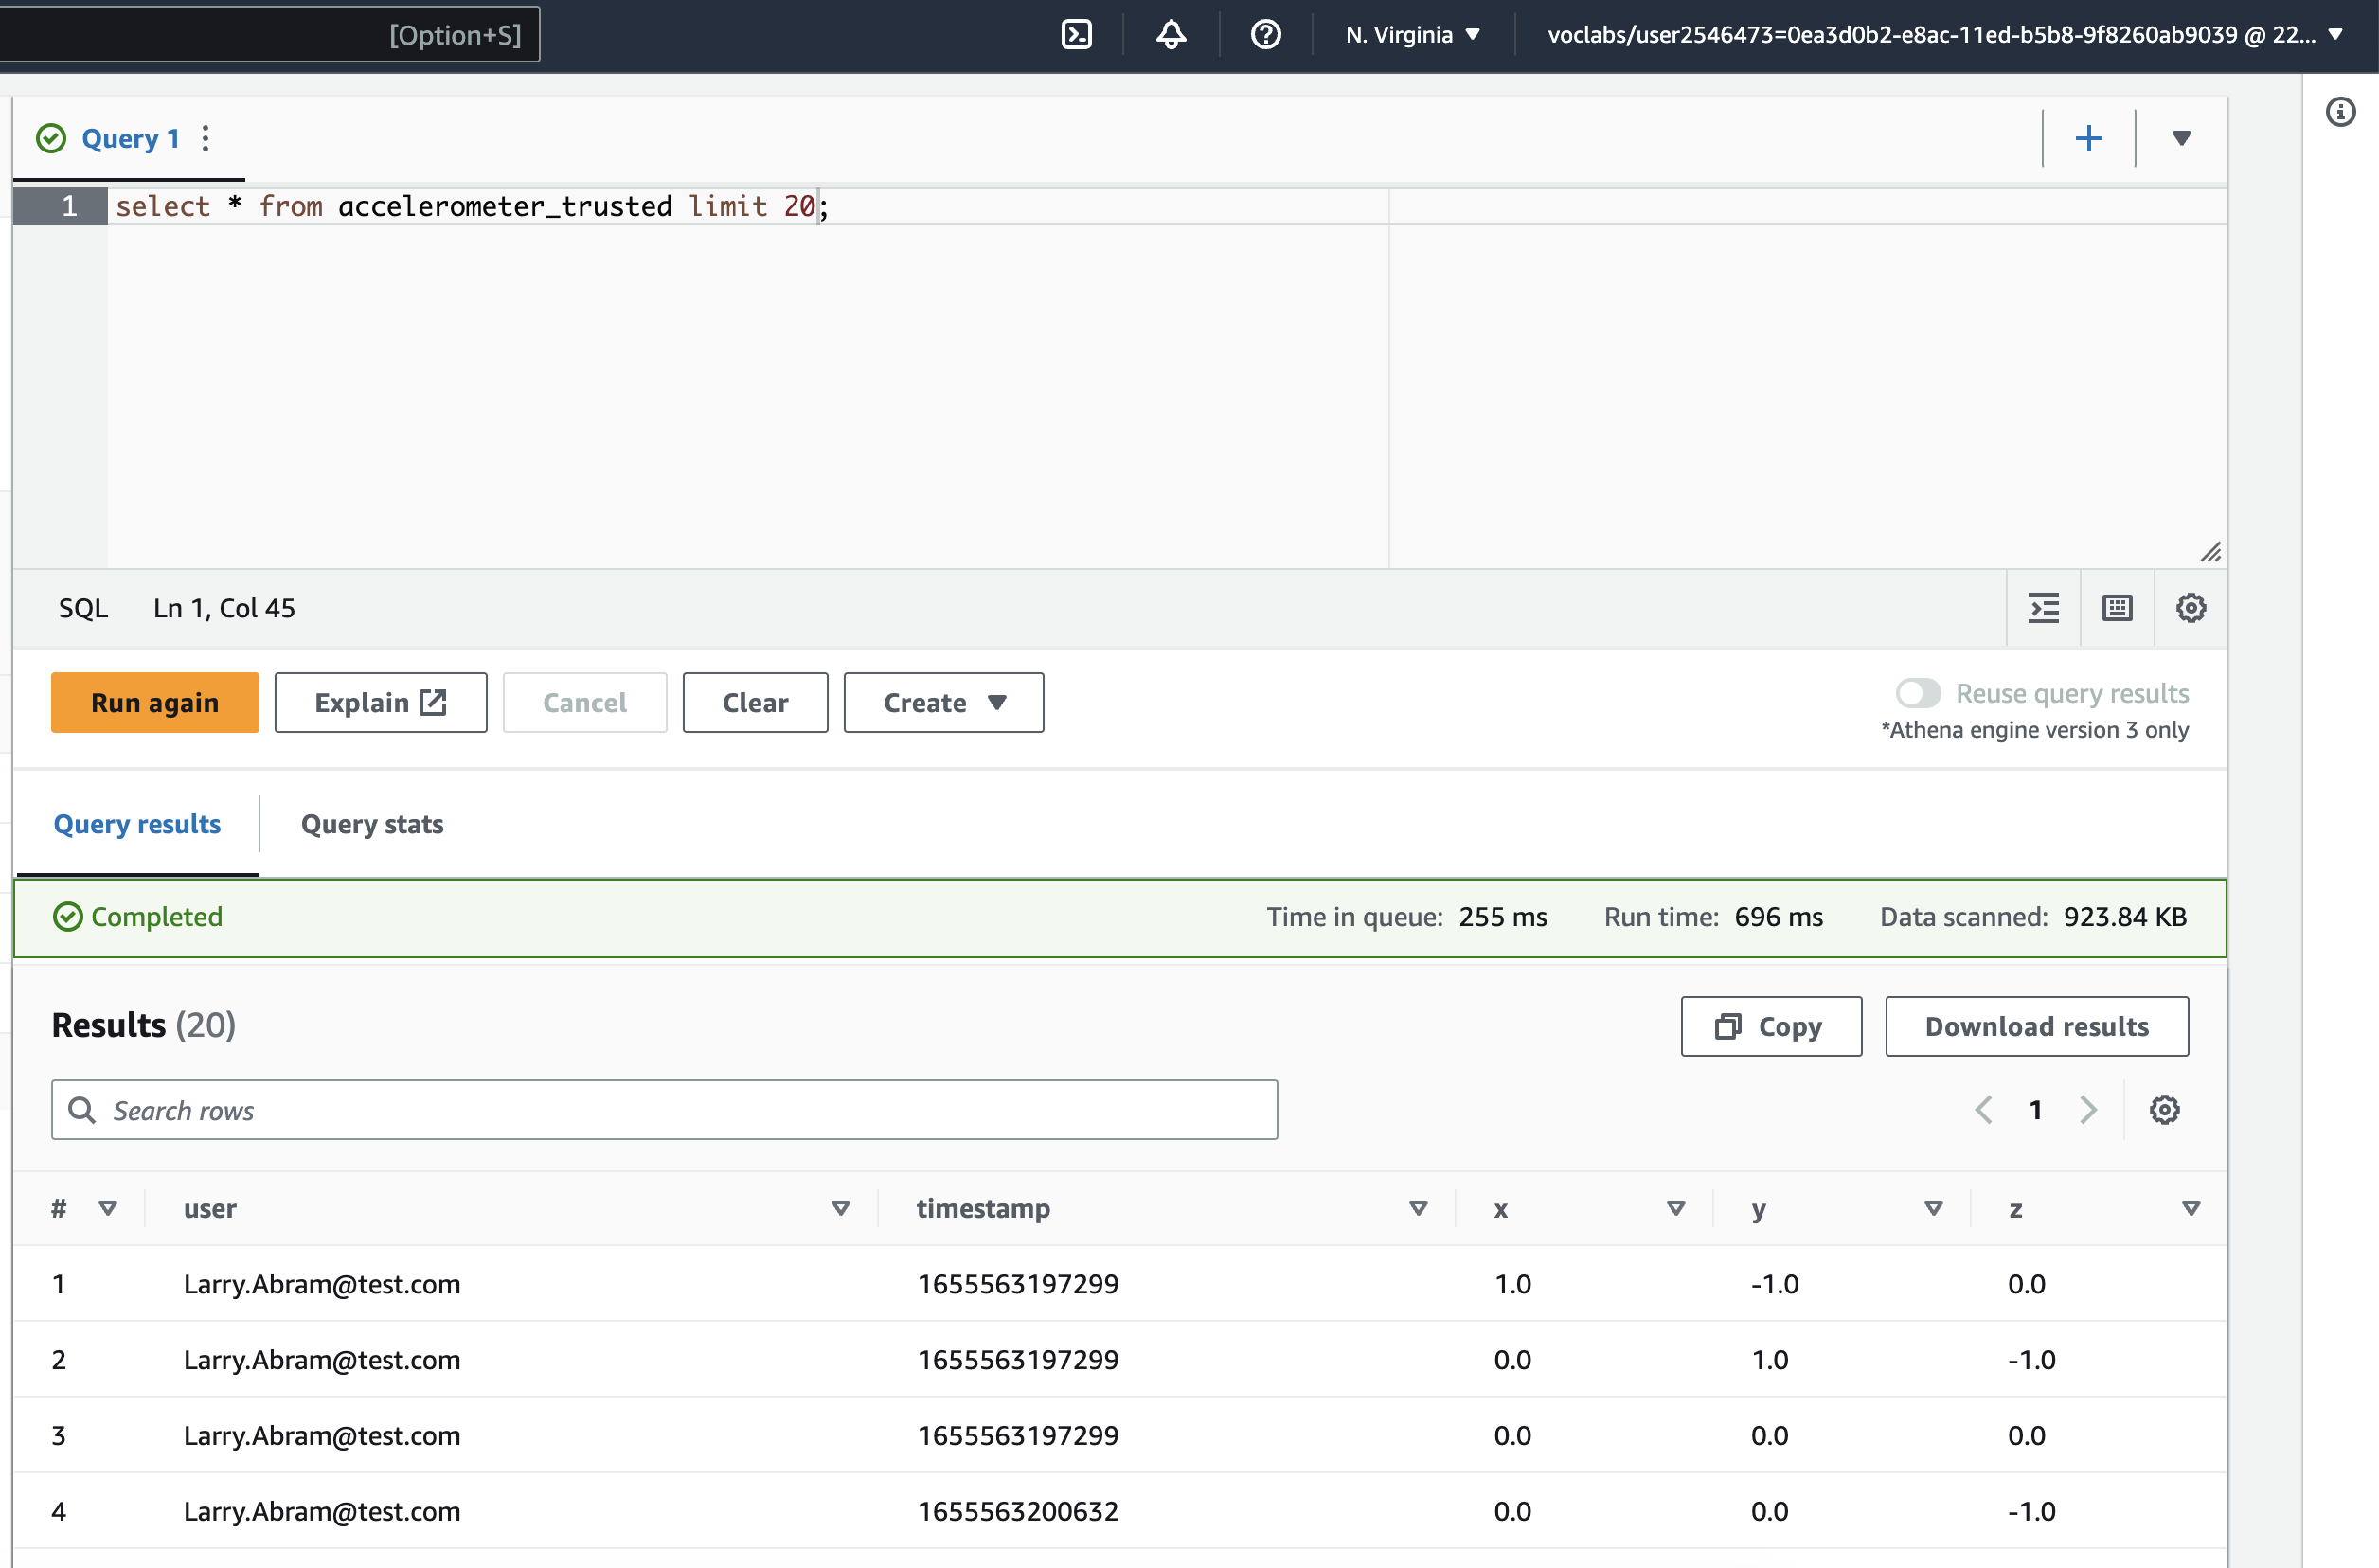 [Option+S] N. Virginia voclabs/user2546473=0ea3d0b2-e8ac-11ed-b5b8-9f8260ab9039 @ 22...
Query 1
1 select * from accelerometer_trusted limit 20;
SQL Ln 1, Col 45
Run again Explain Cancel Clear Create Reuse query results
*Athena engine version 3 only
Query results Query stats
Completed Time in queue: 255 ms Run time: 696 ms Data scanned: 923.84 KB
Results (20) Copy Download results
Search rows 1
# user timestamp x y z
1 Larry.Abram@test.com 1655563197299 1.0 -1.0 0.0
2 Larry.Abram@test.com 1655563197299 0.0 1.0 -1.0
3 Larry.Abram@test.com 1655563197299 0.0 0.0 0.0
4 Larry.Abram@test.com 1655563200632 0.0 0.0 -1.0